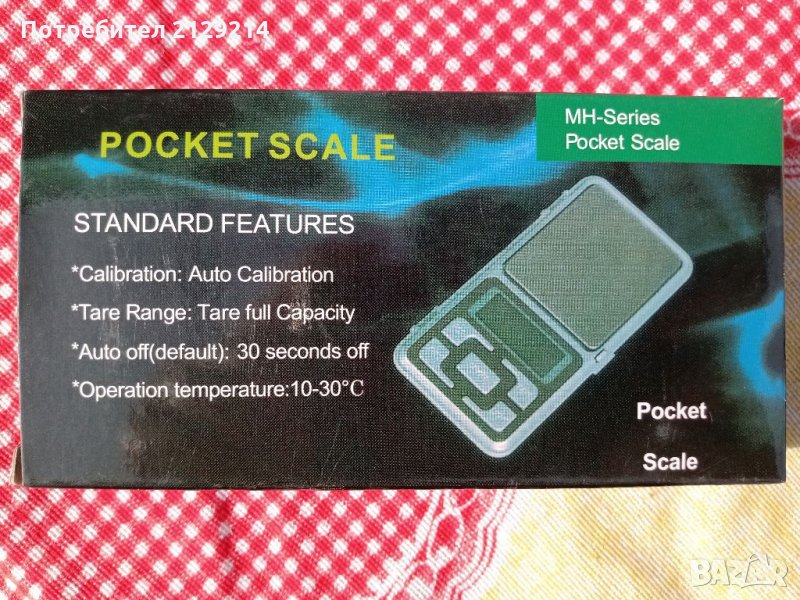 Потребител 2129214
MH-Series
Pocket Scale
POCKET SCALE
STANDARD FEATURES
*Calibration: Auto Calibration
*Tare Range: Tare full Capacity
*Auto off(default): 30 seconds off
*Operation temperature:10-30℃
Pocket
Scale
BAZAR